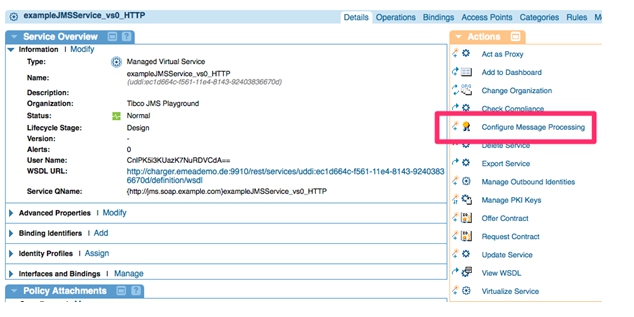 exampleJMSService_vs0_HTTP
Details Operations Bindings Access Points Categories Rules Mo
Service Overview
Information | Modify
Type: Managed Virtual Service
Name: exampleJMSService_vs0_HTTP
(uddi:ec1d664c-f561-11e4-8143-92403836670d)
Description:
Organization: Tibco JMS Playground
Status: Normal
Lifecycle Stage: Design
Version: -
Alerts: 0
User Name: CnlPK5i3KUazK7NuRDVCdA==
WSDL URL: http://charger.emeademo.de:9910/rest/services/uddi:ec1d664c-f561-11e4-8143-9240383
6670d/definition/wsdl
Service QName: {http://jms.soap.example.com}exampleJMSService_vs0_HTTP
Advanced Properties | Modify
Binding Identifiers | Add
Identity Profiles | Assign
Interfaces and Bindings | Manage
Policy Attachments
Actions
Act as Proxy
Add to Dashboard
Change Organization
Check Compliance
Configure Message Processing
Delete Service
Export Service
Manage Outbound Identities
Manage PKI Keys
Offer Contract
Request Contract
Update Service
View WSDL
Virtualize Service